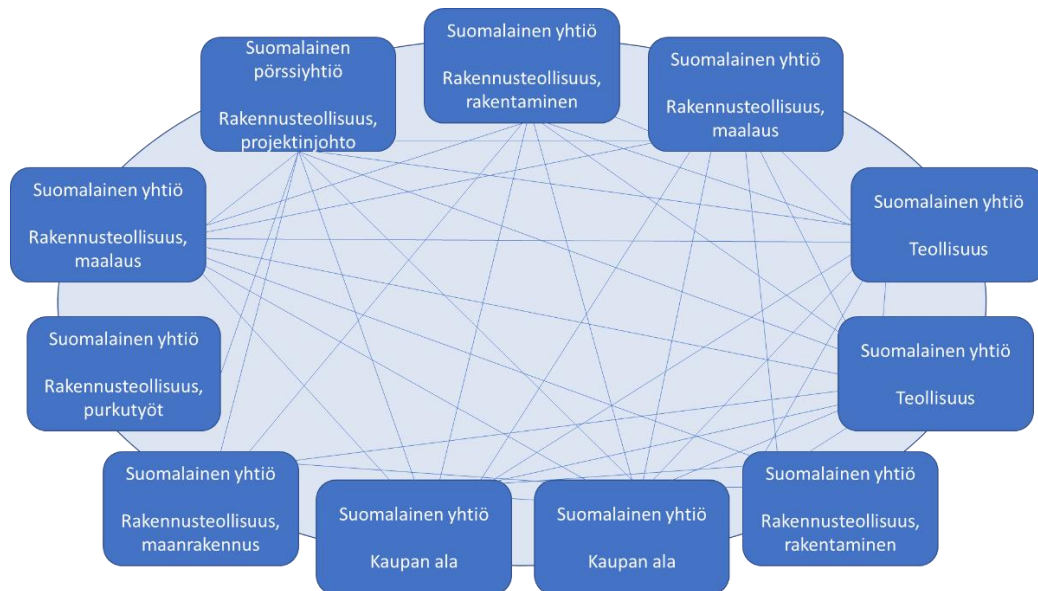 Suomalainen
pörssiyhtiö
Rakennusteollisuus,
projektinjohto
Suomalainen yhtiö
Rakennusteollisuus,
rakentaminen
Suomalainen yhtiö
Rakennusteollisuus,
maalaus
Suomalainen yhtiö
Rakennusteollisuus,
maalaus
Suomalainen yhtiö
Teollisuus
Suomalainen yhtiö
Rakennusteollisuus,
purkutyöt
Suomalainen yhtiö
Teollisuus
Suomalainen yhtiö
Rakennusteollisuus,
maanrakennus
Suomalainen yhtiö
Kaupan ala
Suomalainen yhtiö
Kaupan ala
Suomalainen yhtiö
Rakennusteollisuus,
rakentaminen